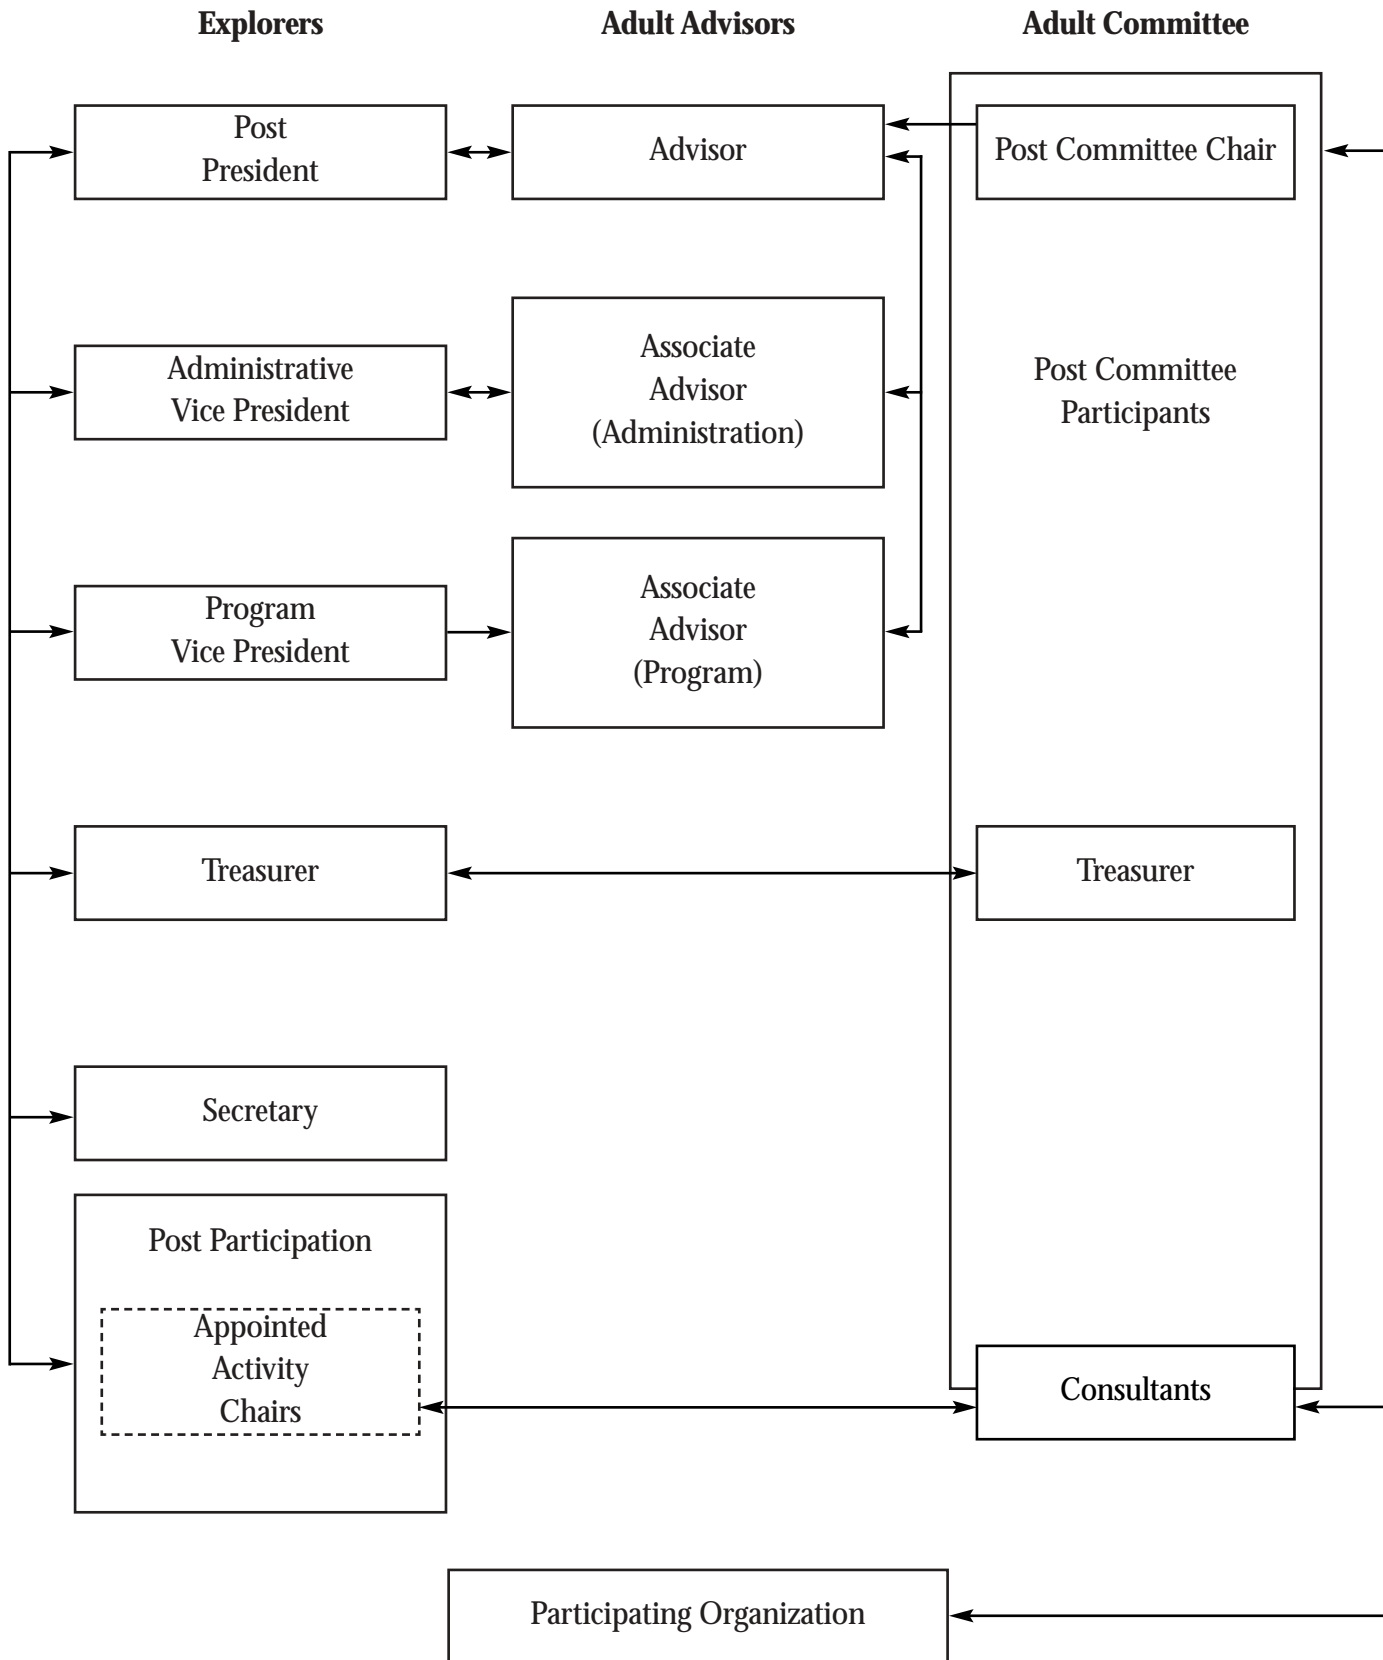 Explorers
Adult Advisors
Adult Committee
Post
President
Advisor
Post Committee Chair
Administrative
Vice President
Associate
Advisor
(Administration)
Post Committee
Participants
Program
Vice President
Associate
Advisor
(Program)
Treasurer
Treasurer
Secretary
Post Participation
Appointed
Activity
Chairs
Consultants
Participating Organization